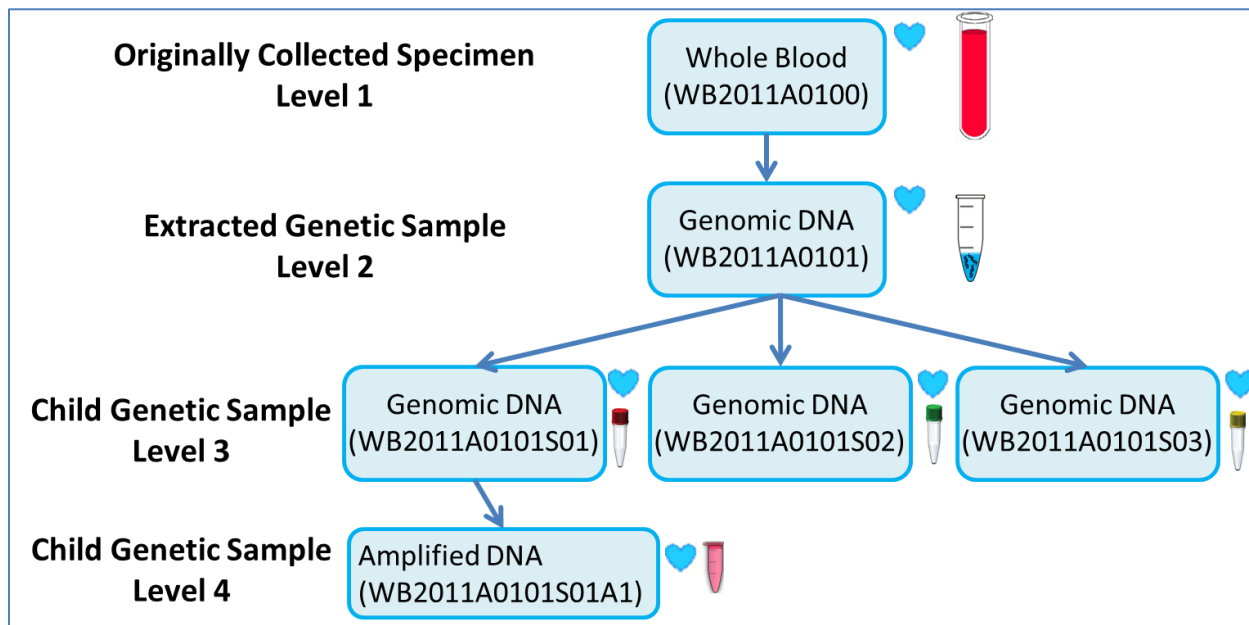 Originally Collected Specimen
Level 1
Whole Blood
(WB2011A0100)
Extracted Genetic Sample
Level 2
Genomic DNA
(WB2011A0101)
Child Genetic Sample
Level 3
Genomic DNA
(WB2011A0101S01)
Genomic DNA
(WB2011A0101S02)
Genomic DNA
(WB2011A0101S03)
Child Genetic Sample
Level 4
Amplified DNA
(WB2011A0101S01A1)